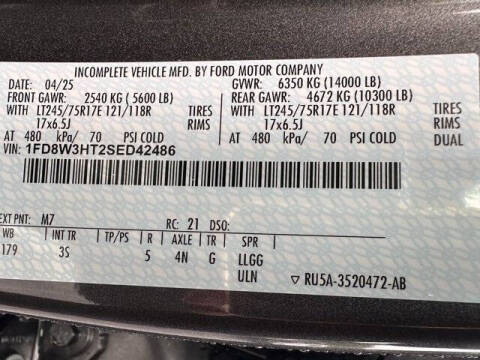 INCOMPLETE VEHICLE MFD. BY FORD MOTOR COMPANY
DATE: 04/25 GVWR: 6350 KG (14000 LB)
FRONT GAWR: 2540 KG (5600 LB) REAR GAWR: 4672 KG (10300 LB)
WITH LT245/75R17E 121/118R TIRES WITH LT245/75R17E 121/118R TIRES
17x6.5J RIMS 17x6.5J RIMS
AT 480 kPa/ 70 PSI COLD AT 480 kPa/ 70 PSI COLD DUAL
VIN: 1FD8W3HT2SED42486
EXT PNT: M7 RC: 21 DSO:
WB INT TR TP/PS R AXLE TR SPR
179 3S 5 4N G LLGG
ULN RU5A-3520472-AB